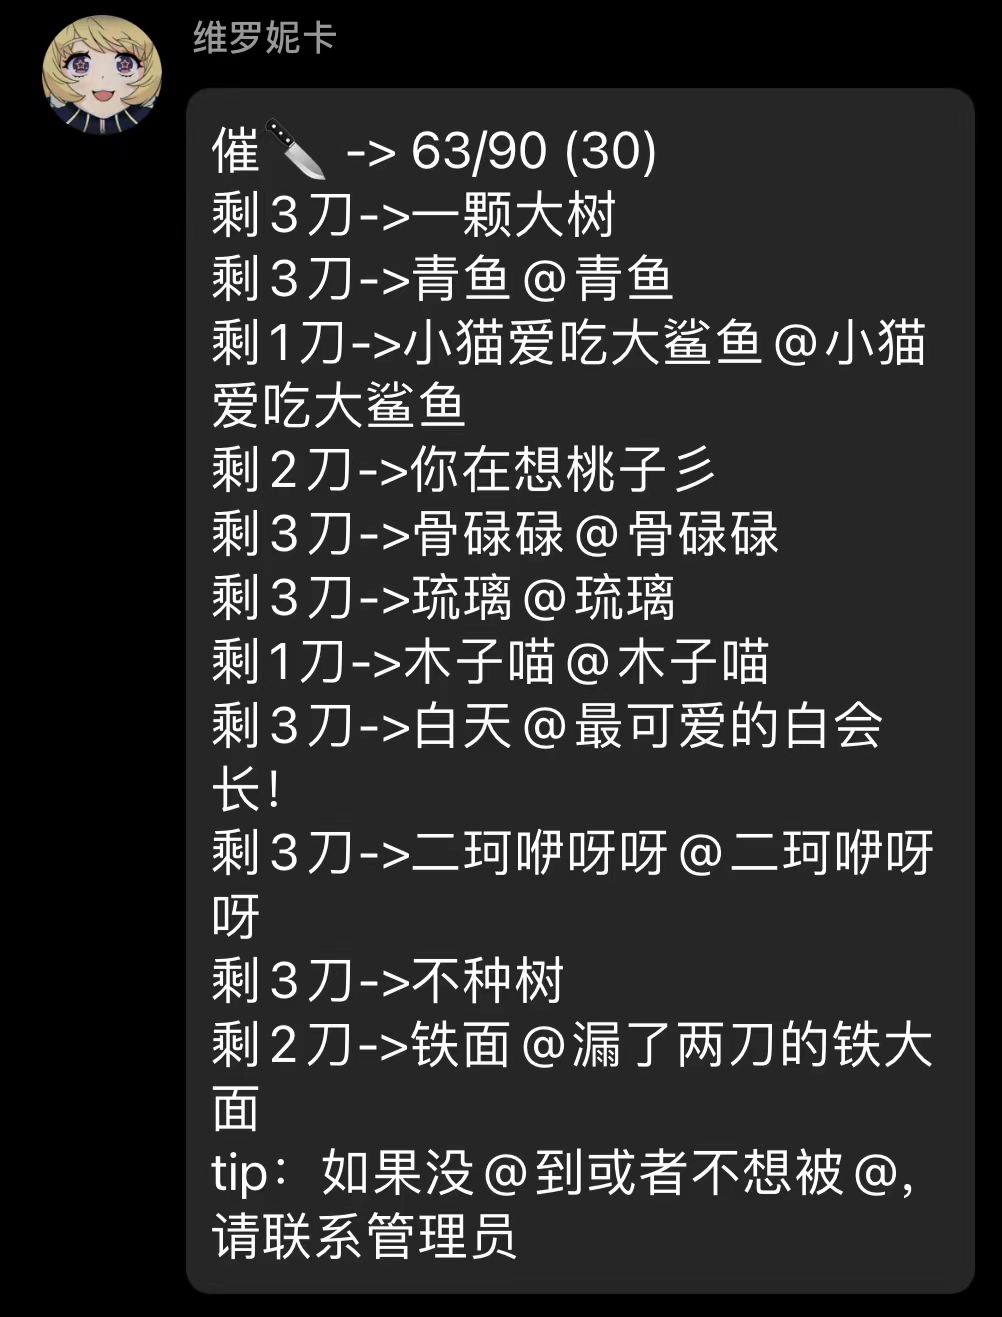 维罗妮卡
催🔪 -> 63/90 (30)
剩3刀->一颗大树
剩3刀->青鱼@青鱼
剩1刀->小猫爱吃大鲨鱼@小猫
爱吃大鲨鱼
剩2刀->你在想桃子彡
剩3刀->骨碌碌@骨碌碌
剩3刀->琉璃@琉璃
剩1刀->木子喵@木子喵
剩3刀->白天@最可爱的白会
长！
剩3刀->二珂咿呀呀@二珂咿呀
呀
剩3刀->不种树
剩2刀->铁面@漏了两刀的铁大
面
tip：如果没@到或者不想被@，
请联系管理员